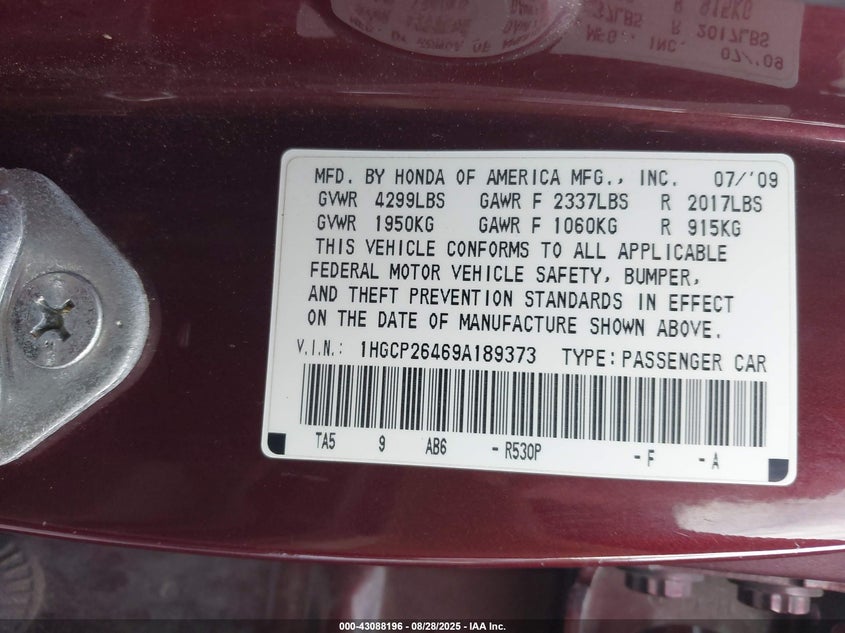 MFD. BY HONDA OF AMERICA MFG., INC. 07/'09
GVWR 4299LBS GAWR F 2337LBS R 2017LBS
GVWR 1950KG GAWR F 1060KG R 915KG
THIS VEHICLE CONFORMS TO ALL APPLICABLE
FEDERAL MOTOR VEHICLE SAFETY, BUMPER,
AND THEFT PREVENTION STANDARDS IN EFFECT
ON THE DATE OF MANUFACTURE SHOWN ABOVE.
V.I.N.: 1HGCP26469A189373 TYPE:PASSENGER CAR
TA5 9 AB6 -R530P -F -A
000-43088196 - 08/28/2025 - IAA Inc.